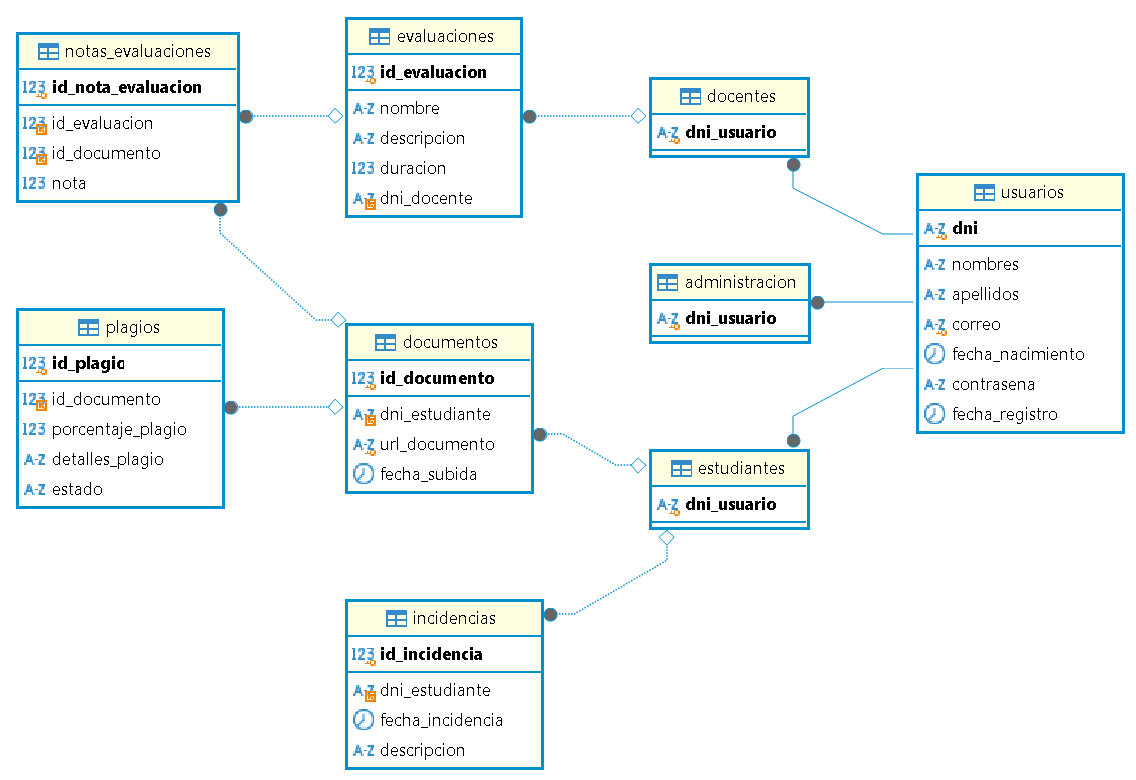 notas_evaluaciones
123 id_nota_evaluacion
123 id_evaluacion
123 id_documento
123 nota
evaluaciones
123 id_evaluacion
A-Z nombre
A-Z descripcion
123 duracion
A-Z dni_docente
docentes
A-Z dni_usuario
usuarios
A-Z dni
A-Z nombres
A-Z apellidos
A-Z correo
fecha_nacimiento
A-Z contrasena
fecha_registro
administracion
A-Z dni_usuario
plagios
123 id_plagio
123 id_documento
123 porcentaje_plagio
A-Z detalles_plagio
A-Z estado
documentos
123 id_documento
A-Z dni_estudiante
A-Z url_documento
fecha_subida
estudiantes
A-Z dni_usuario
incidencias
123 id_incidencia
A-Z dni_estudiante
fecha_incidencia
A-Z descripcion